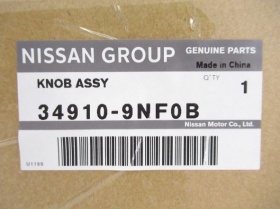 NISSAN GROUP
GENUINE PARTS
Made in China
KNOB ASSY
Q'TY
1
34910-9NF0B
Nissan Motor Co., Ltd.